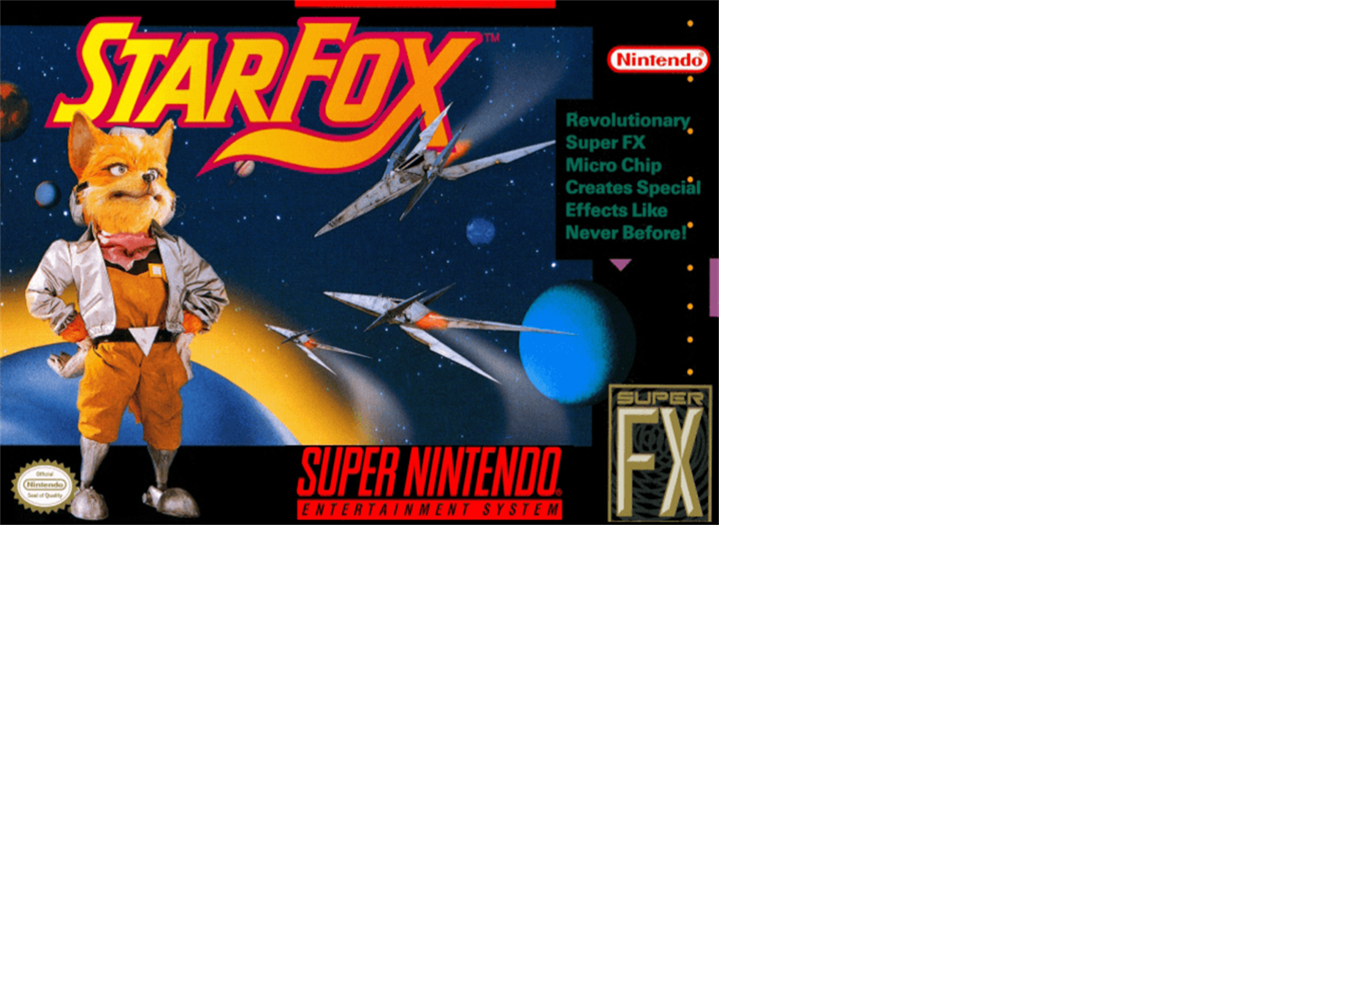 STARFOX™
Nintendo®
Revolutionary
Super FX
Micro Chip
Creates Special
Effects Like
Never Before!
SUPER
FX
Official
Nintendo
Seal of Quality
SUPER NINTENDO®
ENTERTAINMENT SYSTEM